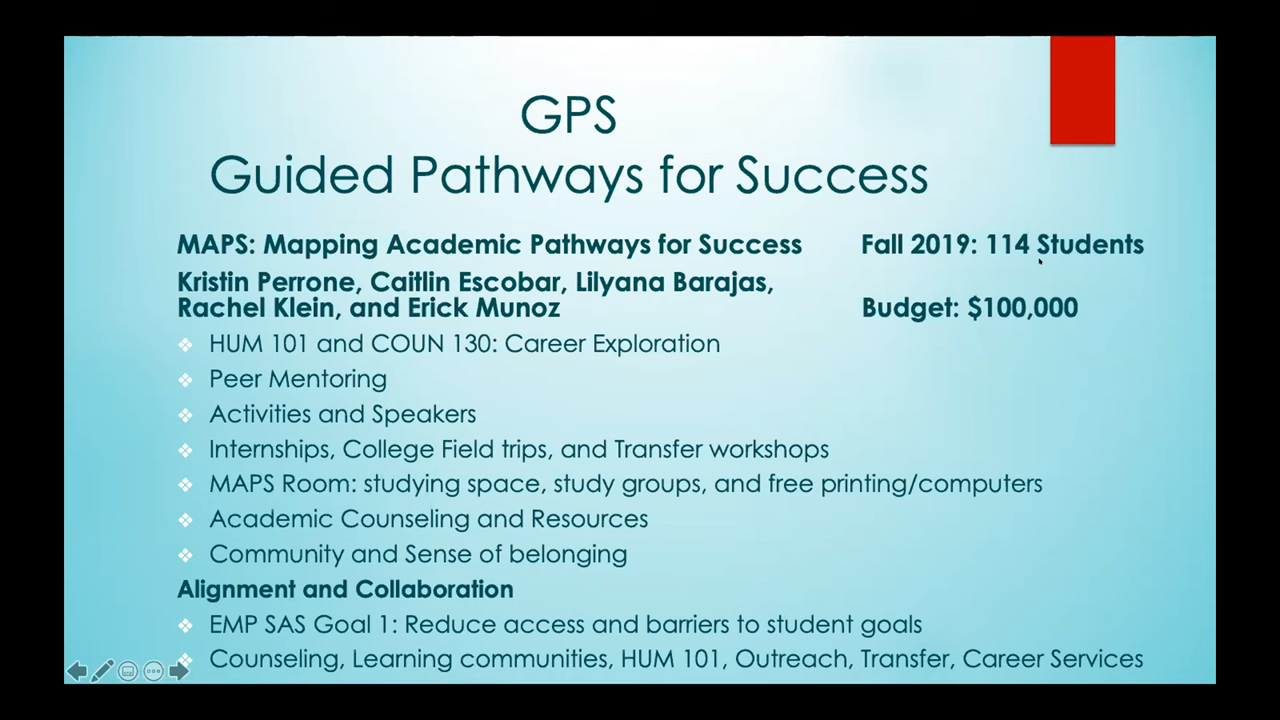 GPS
Guided Pathways for Success
MAPS: Mapping Academic Pathways for Success Fall 2019: 114 Students
Kristin Perrone, Caitlin Escobar, Lilyana Barajas,
Rachel Klein, and Erick Munoz Budget: $100,000
HUM 101 and COUN 130: Career Exploration
Peer Mentoring
Activities and Speakers
Internships, College Field trips, and Transfer workshops
MAPS Room: studying space, study groups, and free printing/computers
Academic Counseling and Resources
Community and Sense of belonging
Alignment and Collaboration
EMP SAS Goal 1: Reduce access and barriers to student goals
Counseling, Learning communities, HUM 101, Outreach, Transfer, Career Services